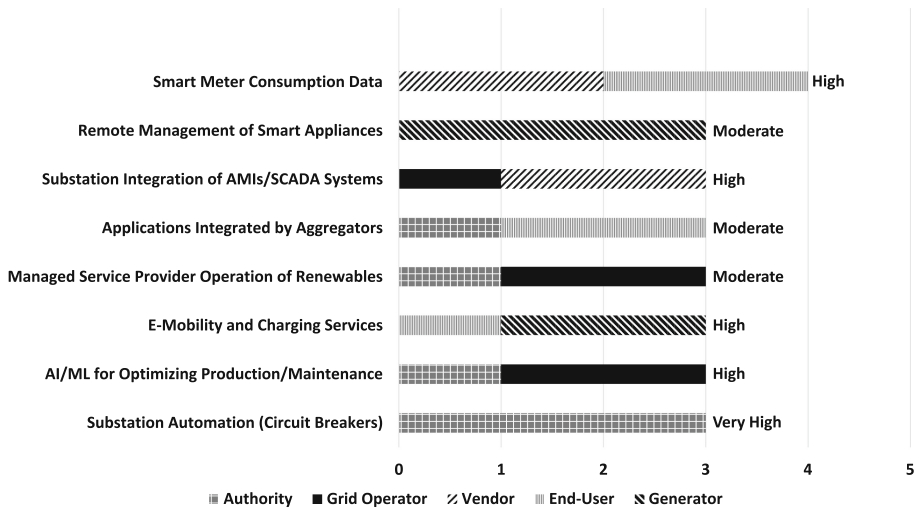 Smart Meter Consumption Data High
Remote Management of Smart Appliances Moderate
Substation Integration of AMIs/SCADA Systems High
Applications Integrated by Aggregators Moderate
Managed Service Provider Operation of Renewables Moderate
E-Mobility and Charging Services High
AI/ML for Optimizing Production/Maintenance High
Substation Automation (Circuit Breakers) Very High
0 1 2 3 4 5
Authority Grid Operator Vendor End-User Generator